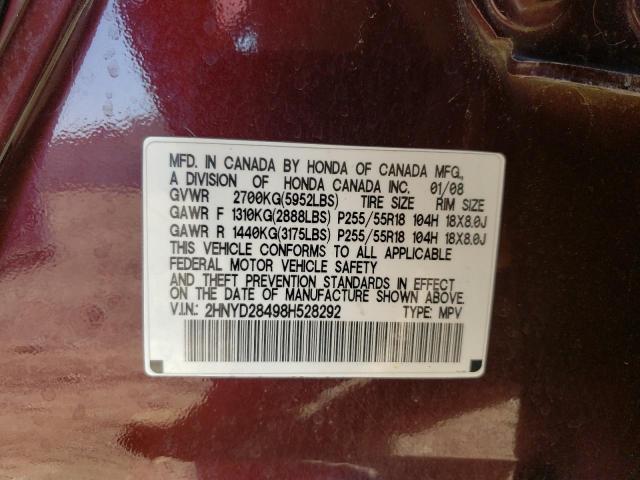 MFD. IN CANADA BY HONDA OF CANADA MFG.,
A DIVISION OF HONDA CANADA INC. 01/08
GVWR 2700KG(5952LBS) TIRE SIZE RIM SIZE
GAWR F 1310KG(2888LBS) P255/55R18 104H 18X8.0J
GAWR R 1440KG(3175LBS) P255/55R18 104H 18X8.0J
THIS VEHICLE CONFORMS TO ALL APPLICABLE
FEDERAL MOTOR VEHICLE SAFETY
AND THEFT PREVENTION STANDARDS IN EFFECT
ON THE DATE OF MANUFACTURE SHOWN ABOVE.
V.I.N.: 2HNYD28498H528292 TYPE: MPV